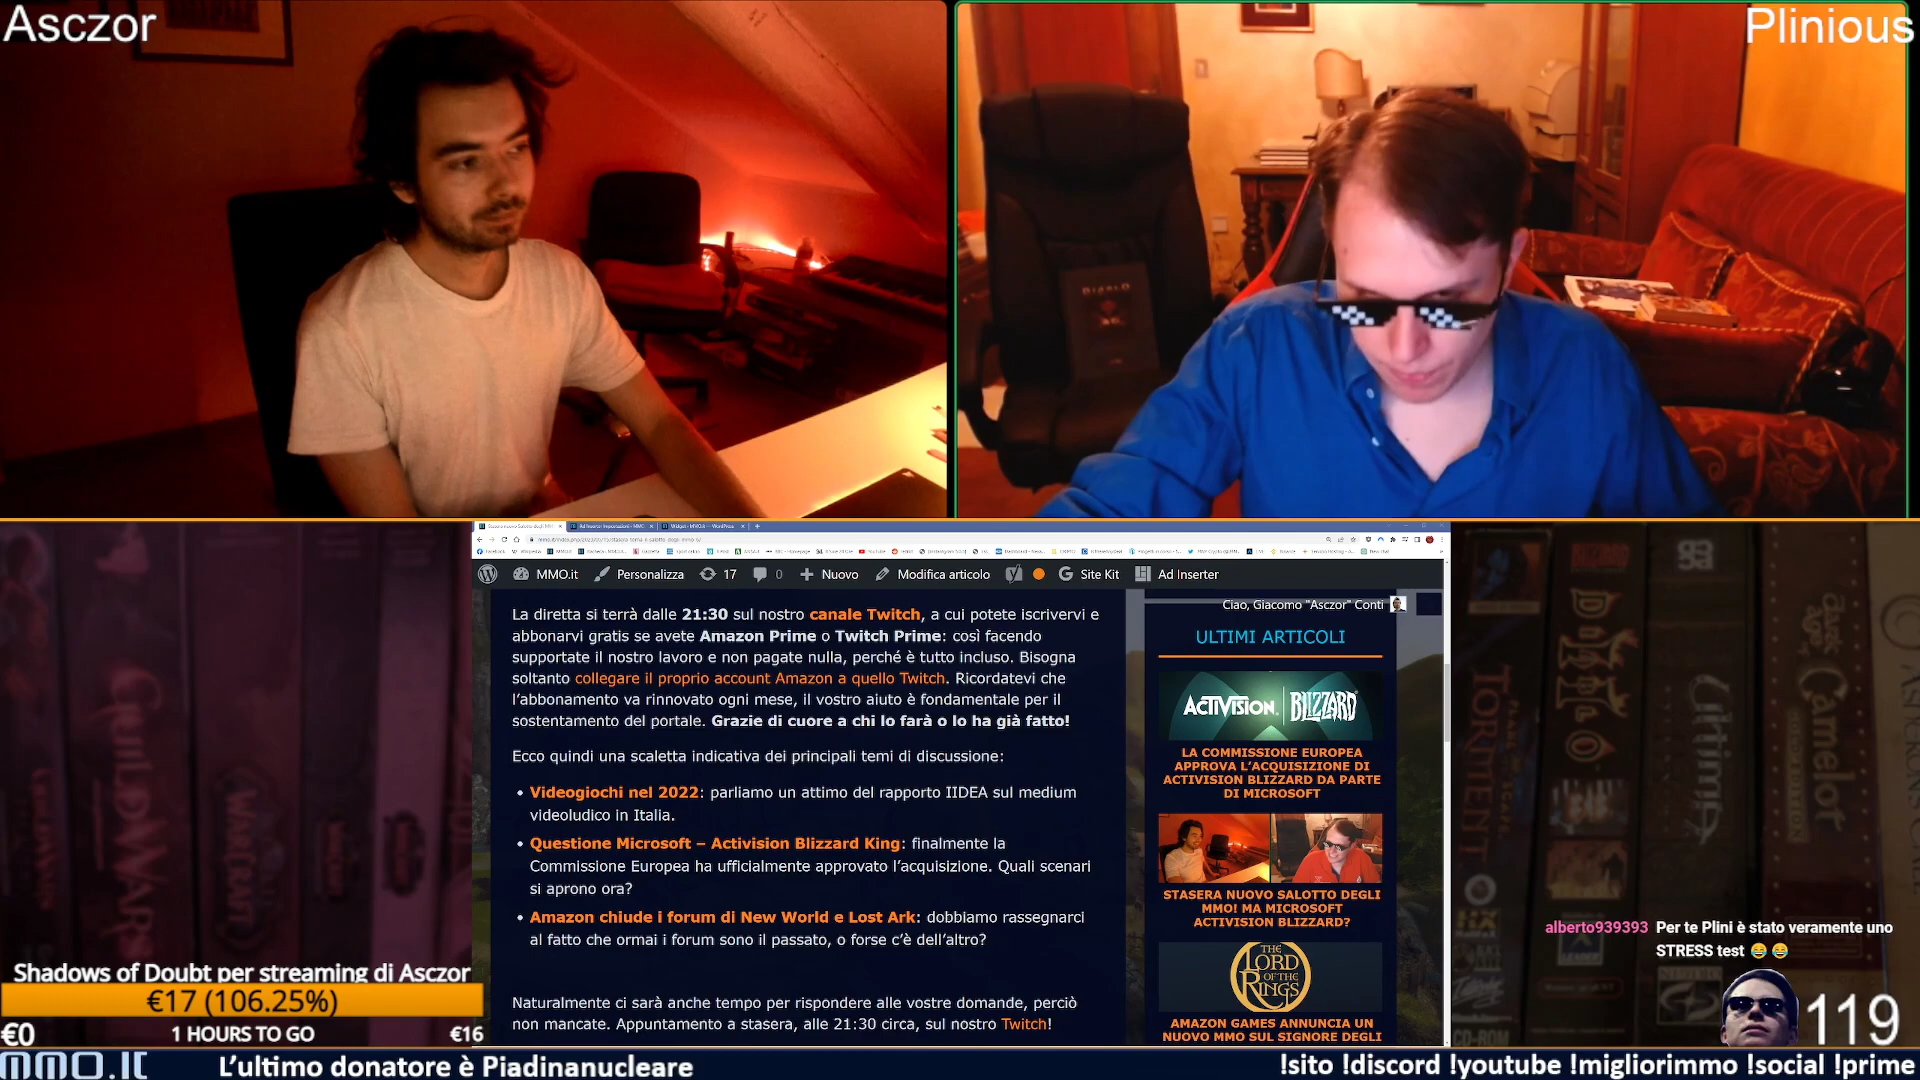 Asczor
Plinious
DIABLO
MMO.it
Personalizza
17
0
Nuovo
Modifica articolo
Site Kit
Ad Inserter
Ciao, Giacomo "Asczor" Conti
La diretta si terrà dalle 21:30 sul nostro canale Twitch, a cui potete iscrivervi e
abbonarvi gratis se avete Amazon Prime o Twitch Prime: così facendo
supportate il nostro lavoro e non pagate nulla, perché è tutto incluso. Bisogna
soltanto collegare il proprio account Amazon a quello Twitch. Ricordatevi che
l'abbonamento va rinnovato ogni mese, il vostro aiuto è fondamentale per il
sostentamento del portale. Grazie di cuore a chi lo farà o lo ha già fatto!
Ecco quindi una scaletta indicativa dei principali temi di discussione:
• Videogiochi nel 2022: parliamo un attimo del rapporto IIDEA sul medium
videoludico in Italia.
• Questione Microsoft – Activision Blizzard King: finalmente la
Commissione Europea ha ufficialmente approvato l'acquisizione. Quali scenari
si aprono ora?
• Amazon chiude i forum di New World e Lost Ark: dobbiamo rassegnarci
al fatto che ormai i forum sono il passato, o forse c'è dell'altro?
Naturalmente ci sarà anche tempo per rispondere alle vostre domande, perciò
non mancate. Appuntamento a stasera, alle 21:30 circa, sul nostro Twitch!
ULTIMI ARTICOLI
ACTIVISION | BLIZZARD
LA COMMISSIONE EUROPEA
APPROVA L'ACQUISIZIONE DI
ACTIVISION BLIZZARD DA PARTE
DI MICROSOFT
STASERA NUOVO SALOTTO DEGLI
MMO! MA MICROSOFT
ACTIVISION BLIZZARD?
THE
LORD
OF THE
RINGS
AMAZON GAMES ANNUNCIA UN
NUOVO MMO SUL SIGNORE DEGLI
GUILD WARS
WARCRAFT
TORMENT
Diablo
Ultima
Camelot
CD-ROM
alberto939393 Per te Plini è stato veramente uno
STRESS test 😂 😂
119
Shadows of Doubt per streaming di Asczor
€17 (106.25%)
€0
1 HOURS TO GO
€16
MMO.it
L'ultimo donatore è Piadinanucleare
!sito !discord !youtube !migliorimmo !social !prime